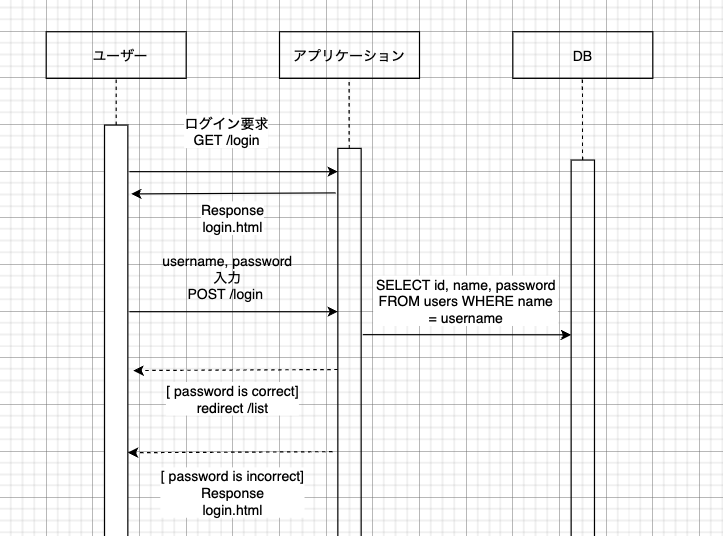 ユーザー
アプリケーション
DB
ログイン要求
GET /login
Response
login.html
username, password
入力
POST /login
SELECT id, name, password
FROM users WHERE name
= username
[ password is correct]
redirect /list
[ password is incorrect]
Response
login.html